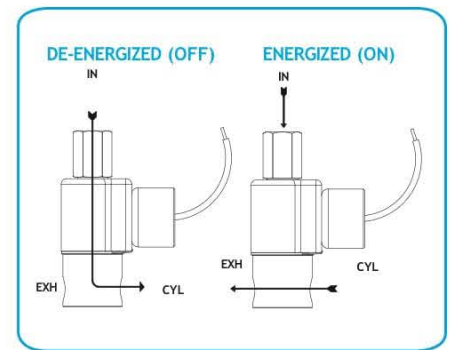 DE-ENERGIZED (OFF)
IN
EXH
CYL
ENERGIZED (ON)
IN
EXH
CYL